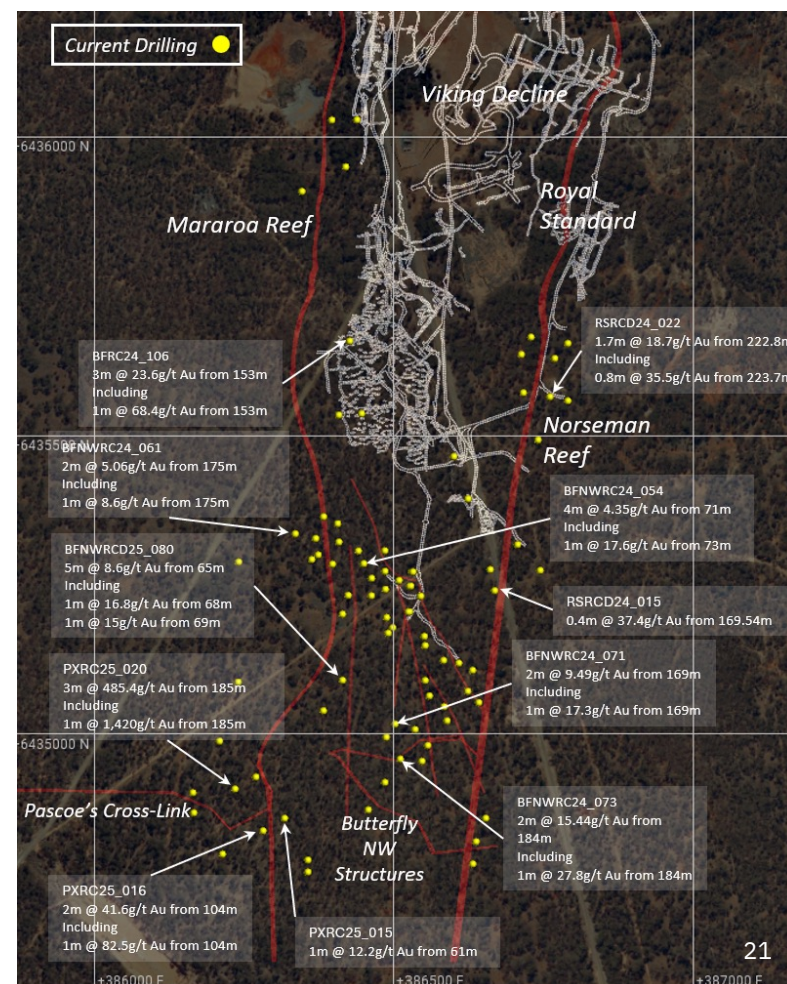 Current Drilling
Viking Decline
6436000 N
Royal
Standard
Mararoa Reef
RSRCD24_022
1.7m @ 18.7g/t Au from 222.8m
Including
0.8m @ 35.5g/t Au from 223.7m
BFRC24_106
3m @ 23.6g/t Au from 153m
Including
1m @ 68.4g/t Au from 153m
Norseman
Reef
6435500 N
BFNWRC24_061
2m @ 5.06g/t Au from 175m
Including
1m @ 8.6g/t Au from 175m
BFNWRC24_054
4m @ 4.35g/t Au from 71m
Including
1m @ 17.6g/t Au from 73m
BFNWRCD25_080
5m @ 8.6g/t Au from 65m
Including
1m @ 16.8g/t Au from 68m
1m @ 15g/t Au from 69m
RSRCD24_015
0.4m @ 37.4g/t Au from 169.54m
BFNWRC24_071
2m @ 9.49g/t Au from 169m
Including
1m @ 17.3g/t Au from 169m
PXRC25_020
3m @ 485.4g/t Au from 185m
Including
1m @ 1,420g/t Au from 185m
6435000 N
Pascoe's Cross-Link
Butterfly
NW
Structures
BFNWRC24_073
2m @ 15.44g/t Au from
184m
Including
1m @ 27.8g/t Au from 184m
PXRC25_016
2m @ 41.6g/t Au from 104m
Including
1m @ 82.5g/t Au from 104m
PXRC25_015
1m @ 12.2g/t Au from 61m
21
+386000 E
+386500 E
+387000 E